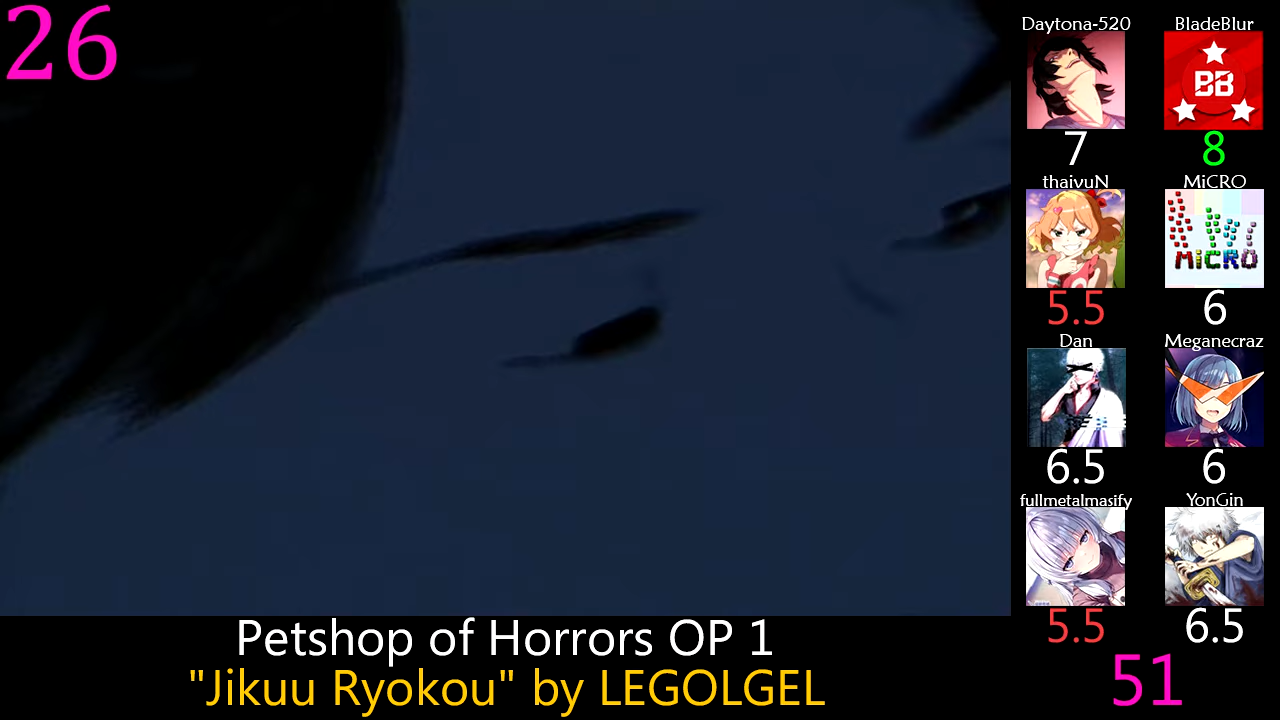 26
Daytona-520 BladeBlur
BB
7 8
thaivuN MiCRO
MiCRO
5.5 6
Dan Meganecraz
6.5 6
fullmetalmasify YonGin
5.5 6.5
Petshop of Horrors OP 1
"Jikuu Ryokou" by LEGOLGEL
51